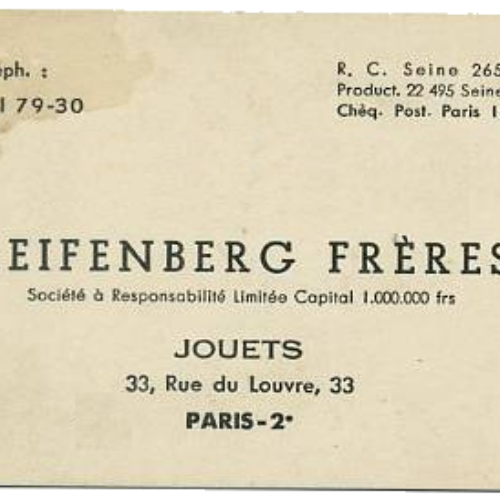 éph. :
79-30
R. C. Seine 265
Product. 22 495 Seine
Chèq. Post. Paris 1
EIFENBERG FRÈRES
Société à Responsabilité Limitée Capital 1.000.000 frs
JOUETS
33, Rue du Louvre, 33
PARIS-2e